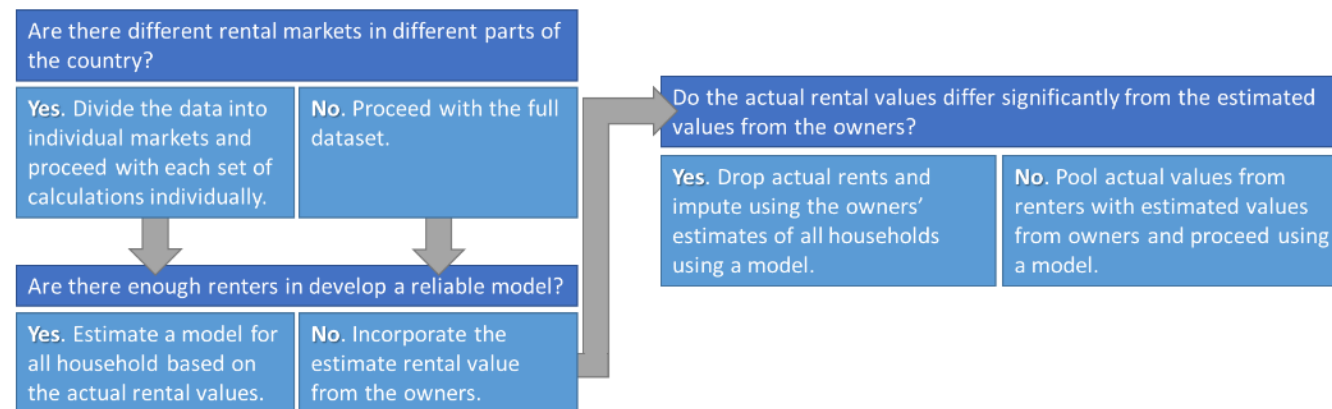 Are there different rental markets in different parts of
the country?
Yes. Divide the data into
individual markets and
proceed with each set of
calculations individually.
No. Proceed with the full
dataset.
Are there enough renters in develop a reliable model?
Yes. Estimate a model for
all household based on
the actual rental values.
No. Incorporate the
estimate rental value
from the owners.
Do the actual rental values differ significantly from the estimated
values from the owners?
Yes. Drop actual rents and
impute using the owners’
estimates of all households
using a model.
No. Pool actual values from
renters with estimated values
from owners and proceed using
a model.